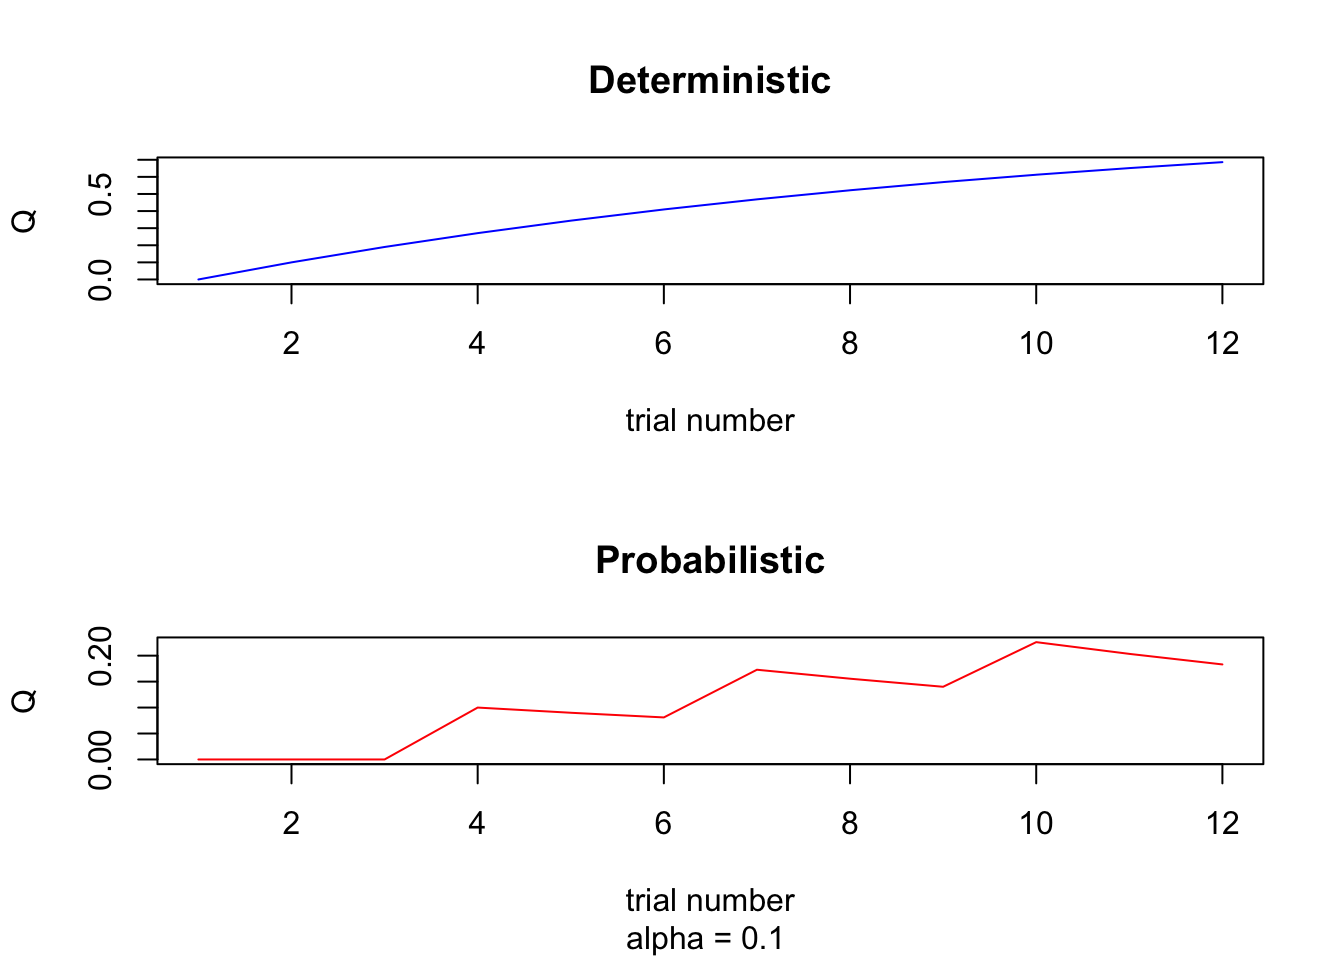 Deterministic
Q
0.5
0.0
2 4 6 8 10 12
trial number
Probabilistic
Q
0.20
0.00
2 4 6 8 10 12
trial number
alpha = 0.1